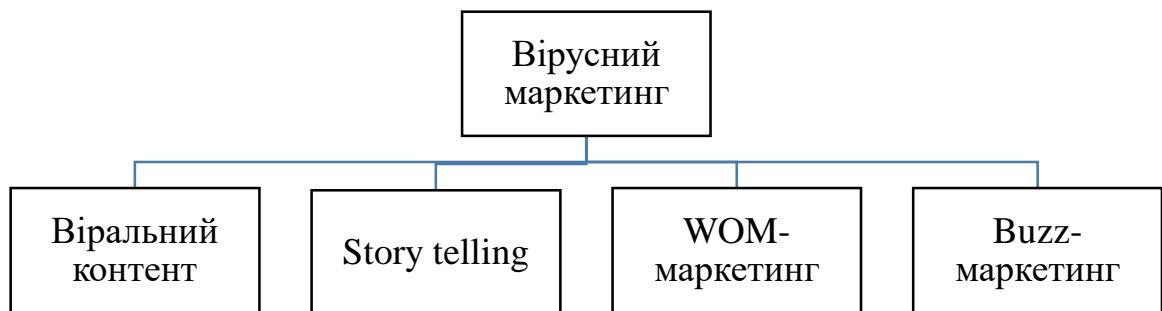 Вірусний
маркетинг
Віральний
контент
Story telling
WOM-
маркетинг
Buzz-
маркетинг